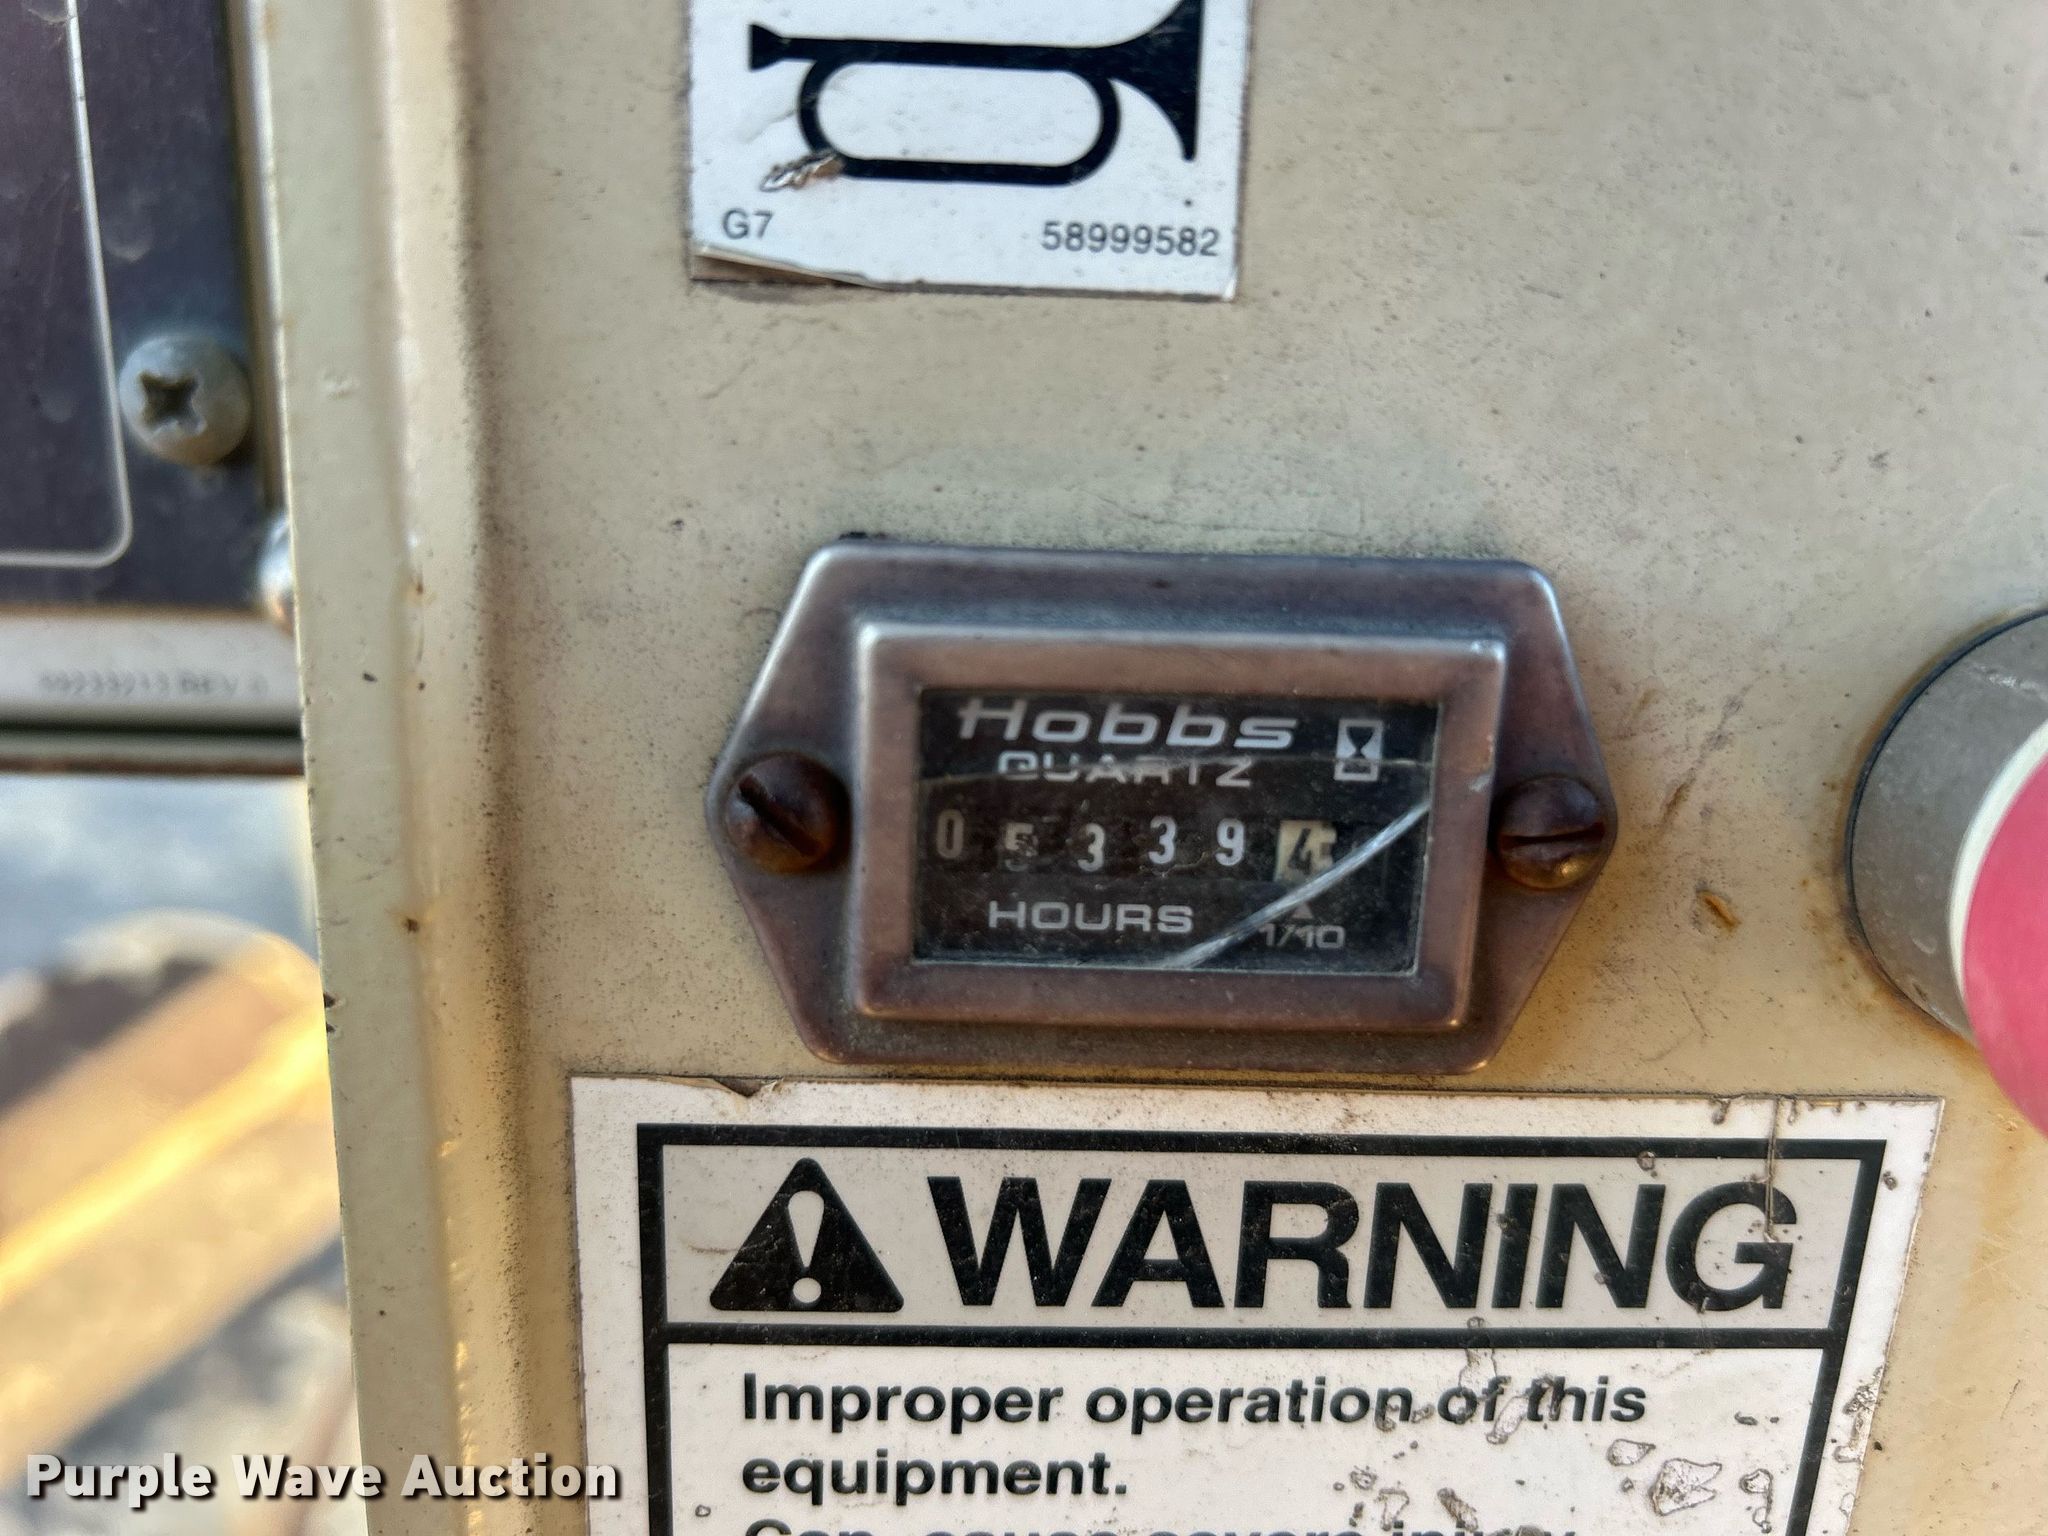 G7 58999582
Hobbs
QUARTZ
0 5 3 3 9 4
HOURS 1/10
WARNING
Improper operation of this
equipment.
Purple Wave Auction